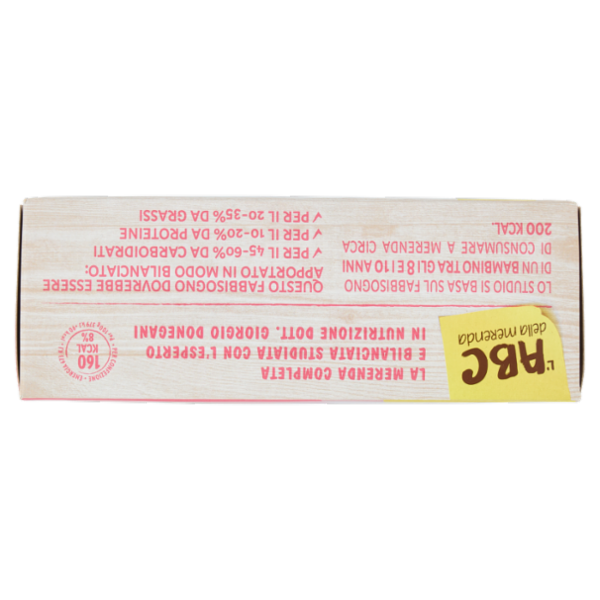 L'ABC
della merenda
LA MERENDA COMPLETA
E BILANCIATA STUDIATA CON L'ESPERTO
IN NUTRIZIONE DOTT. GIORGIO DONEGANI
160
KCAL
8%
LO STUDIO SI BASA SUL FABBISOGNO
DI UN BAMBINO TRA GLI 8 E I 10 ANNI
DI CONSUMARE A MERENDA CIRCA
200 KCAL.
QUESTO FABBISOGNO DOVREBBE ESSERE
APPORTATO IN MODO BILANCIATO:
✓ PER IL 45-60% DA CARBOIDRATI
✓ PER IL 10-20% DA PROTEINE
✓ PER IL 20-35% DA GRASSI